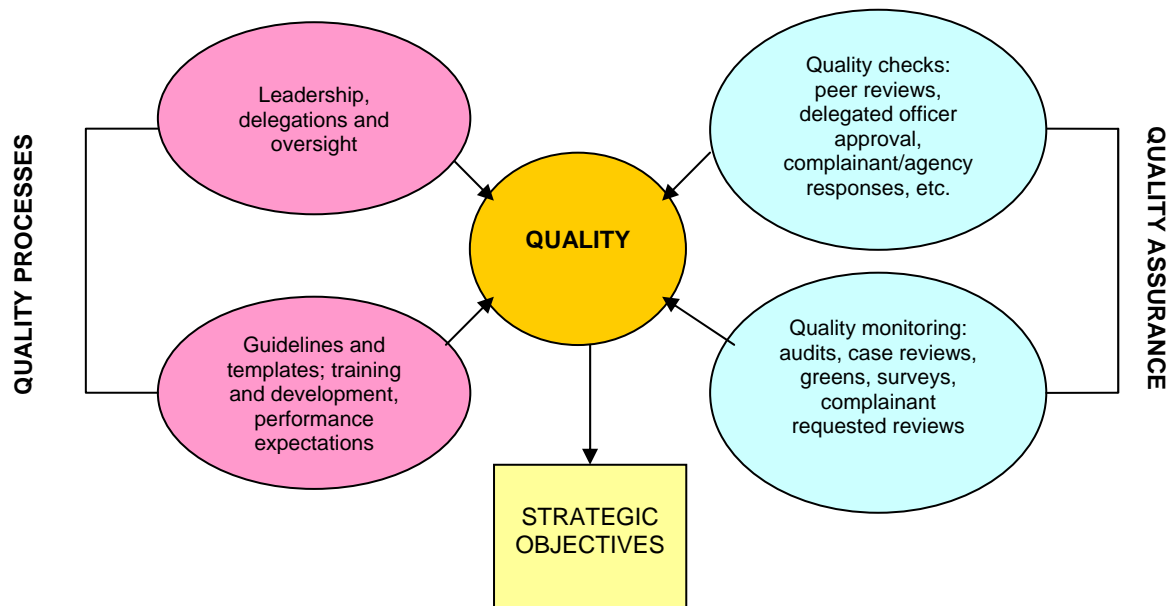 QUALITY PROCESSES
Leadership,
delegations and
oversight
Guidelines and
templates; training
and development,
performance
expectations
QUALITY
STRATEGIC
OBJECTIVES
Quality checks:
peer reviews,
delegated officer
approval,
complainant/agency
responses, etc.
Quality monitoring:
audits, case reviews,
greens, surveys,
complainant
requested reviews
QUALITY ASSURANCE